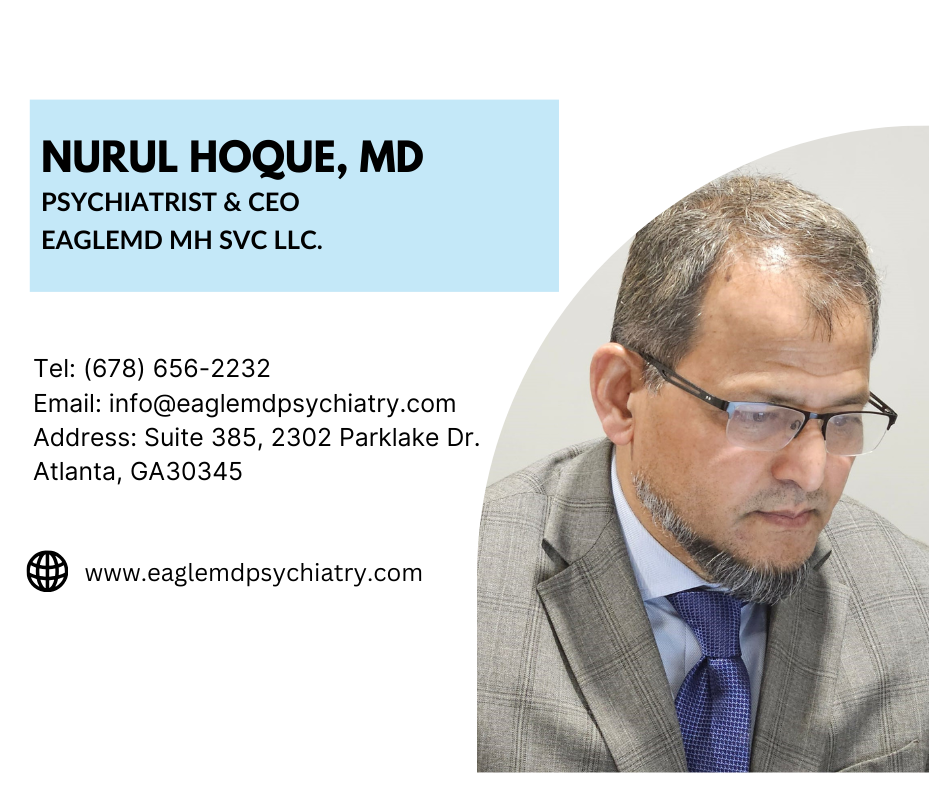 NURUL HOQUE, MD
PSYCHIATRIST & CEO
EAGLEMD MH SVC LLC.
Tel: (678) 656-2232
Email: info@eaglemdpsychiatry.com
Address: Suite 385, 2302 Parklake Dr.
Atlanta, GA30345
www.eaglemdpsychiatry.com